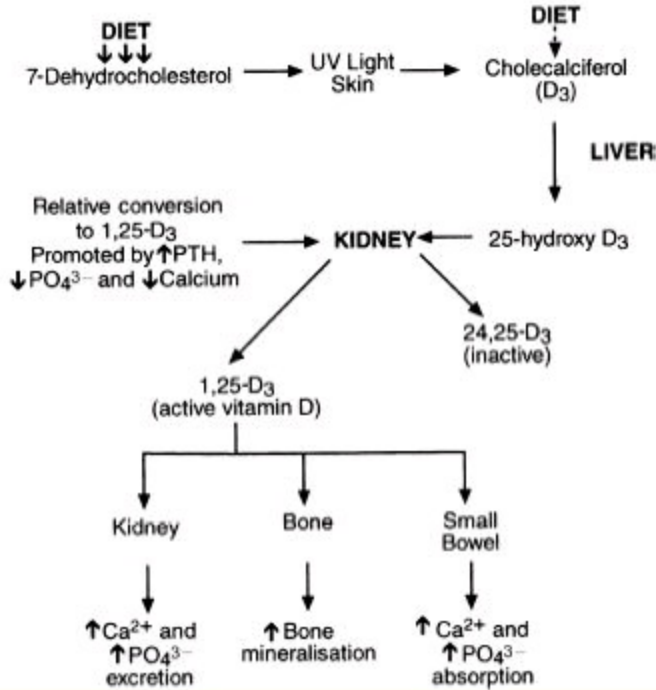 DIET
↓↓↓
7-Dehydrocholesterol
UV Light
Skin
DIET
Cholecalciferol
(D3)
LIVER
Relative conversion
to 1,25-D3
Promoted by ↑PTH,
↓PO4³⁻ and ↓Calcium
KIDNEY
25-hydroxy D3
24,25-D3
(inactive)
1,25-D3
(active vitamin D)
Kidney
Bone
Small
Bowel
↑Ca²⁺ and
↑PO4³⁻
excretion
↑Bone
mineralisation
↑Ca²⁺ and
↑PO4³⁻
absorption